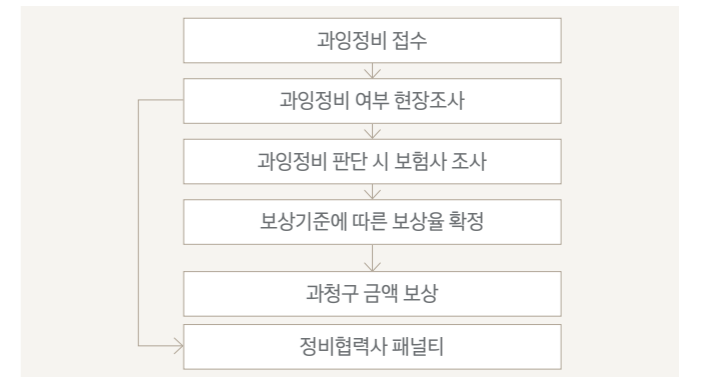 과잉정비 접수
과잉정비 여부 현장조사
과잉정비 판단 시 보험사 조사
보상기준에 따른 보상율 확정
과청구 금액 보상
정비협력사 패널티